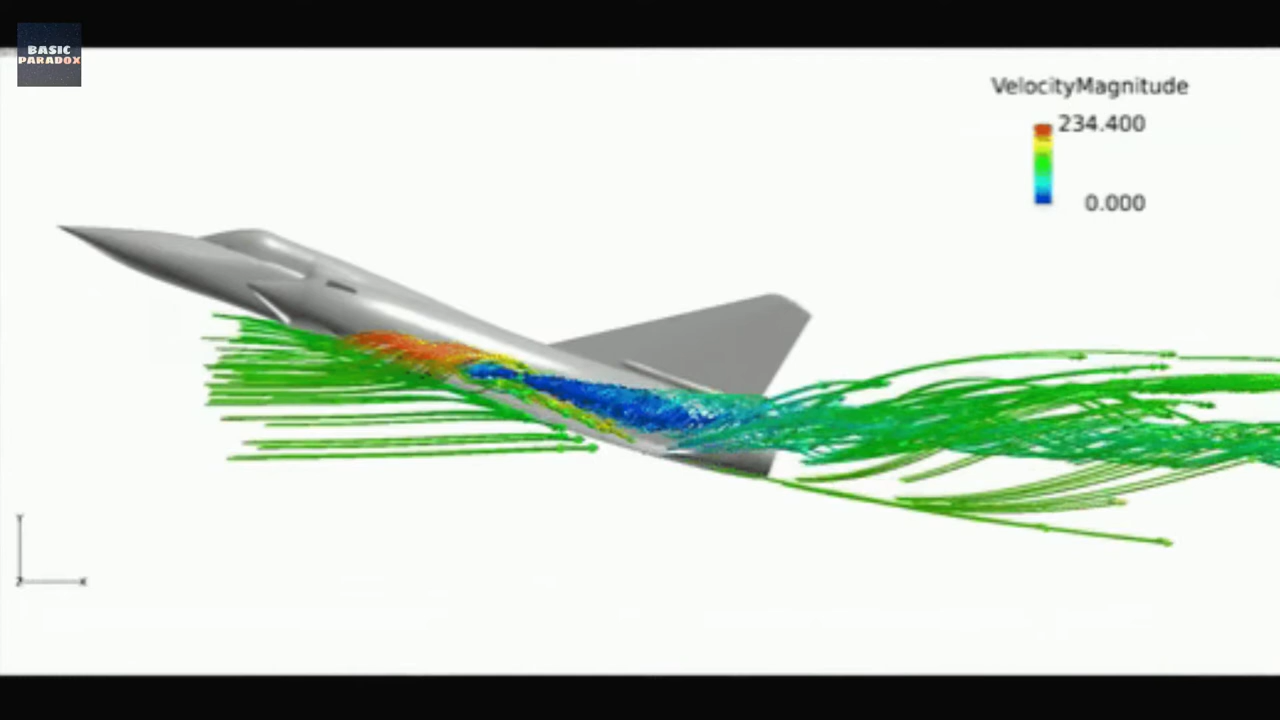 BASIC
PARADOX
VelocityMagnitude
234.400
0.000
Y
Z
X